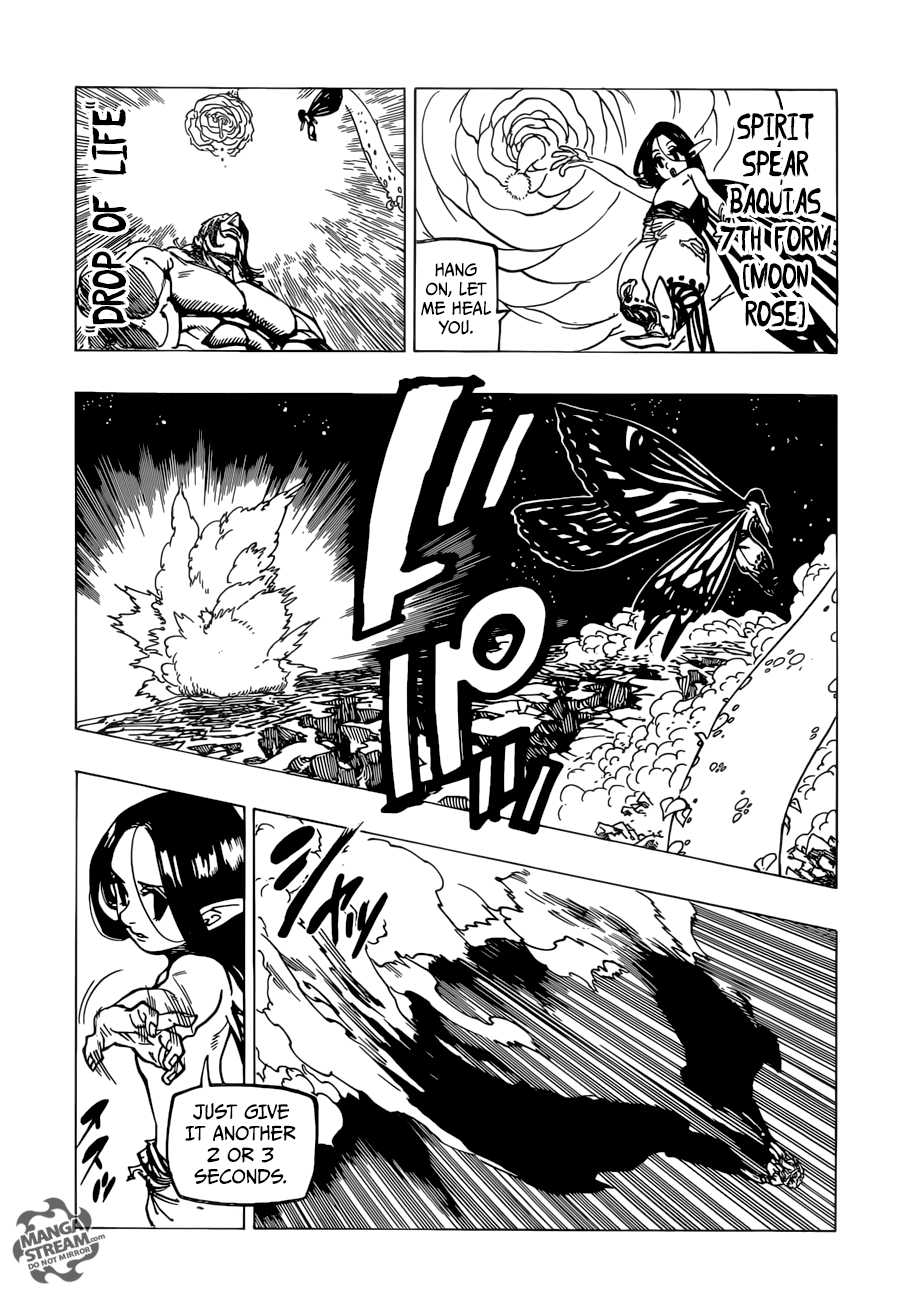 SPIRIT
SPEAR
BAQUIAS
7TH FORM
[MOON
ROSE]
HANG
ON, LET
ME HEAL
YOU.
"DROP OF LIFE"
JUST GIVE
IT ANOTHER
2 OR 3
SECONDS.
MANGA
STREAM.com
DO NOT MIRROR